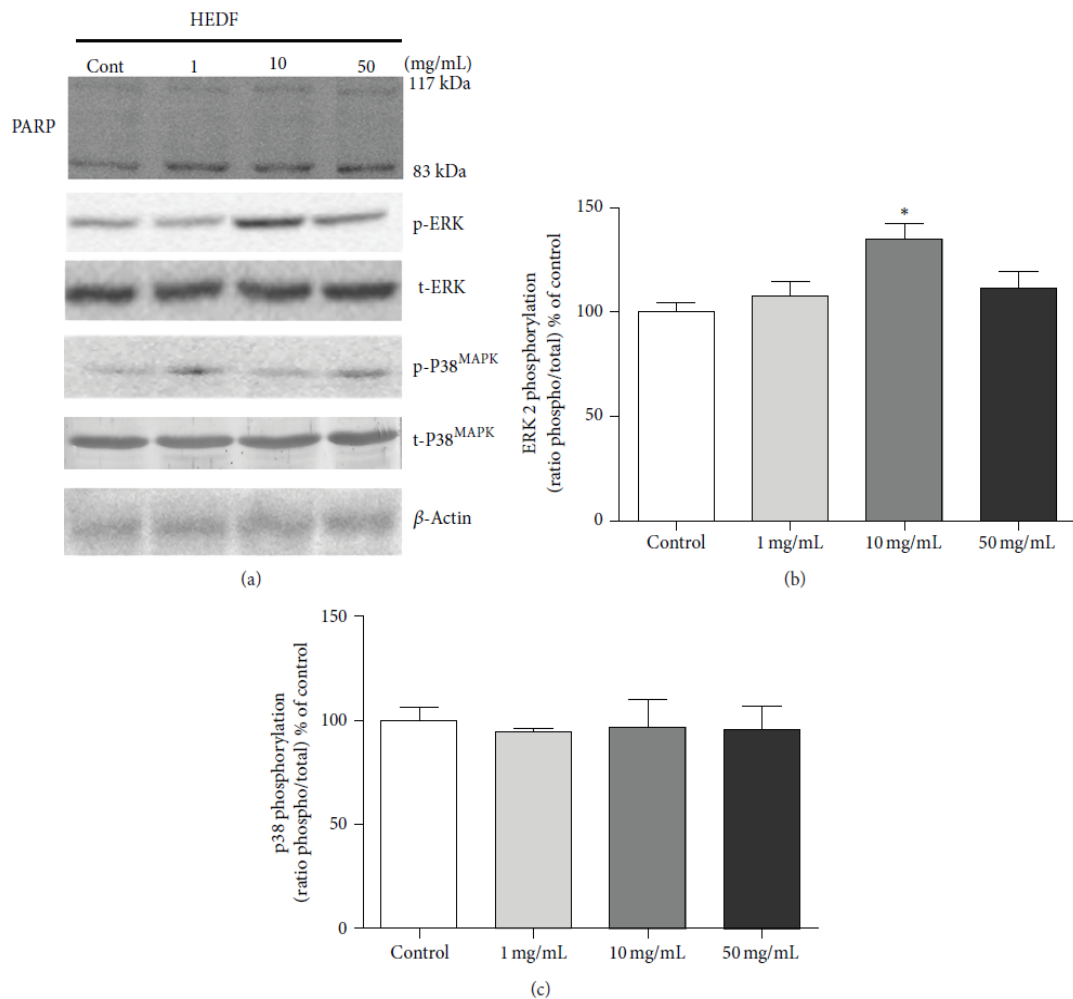 HEDF
Cont 1 10 50 (mg/mL)
117 kDa
PARP
83 kDa
p-ERK
t-ERK
p-P38MAPK
t-P38MAPK
β-Actin
(a)
ERK 2 phosphorylation
(ratio phospho/total) % of control
150
100
50
0
*
Control 1 mg/mL 10 mg/mL 50 mg/mL
(b)
p38 phosphorylation
(ratio phospho/total) % of control
150
100
50
0
Control 1 mg/mL 10 mg/mL 50 mg/mL
(c)